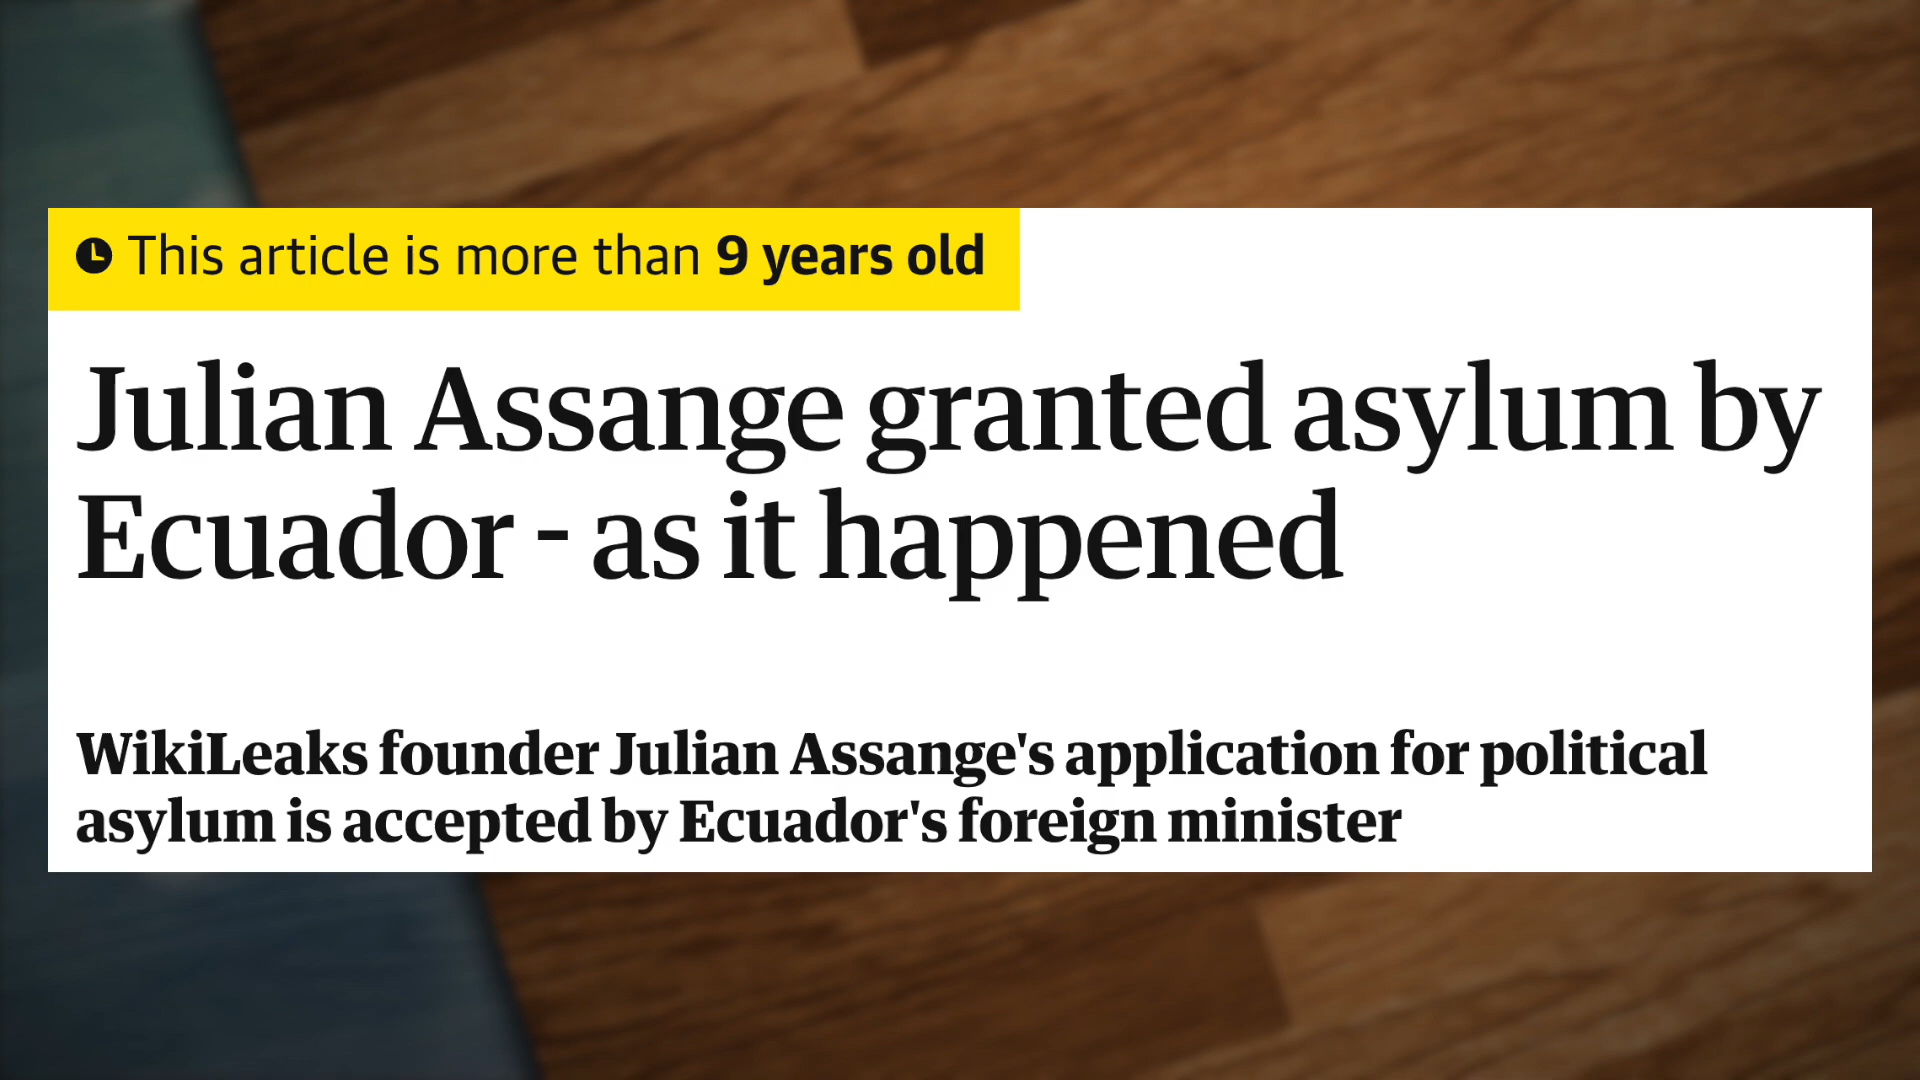 This article is more than 9 years old
Julian Assange granted asylum by
Ecuador - as it happened
WikiLeaks founder Julian Assange's application for political
asylum is accepted by Ecuador's foreign minister